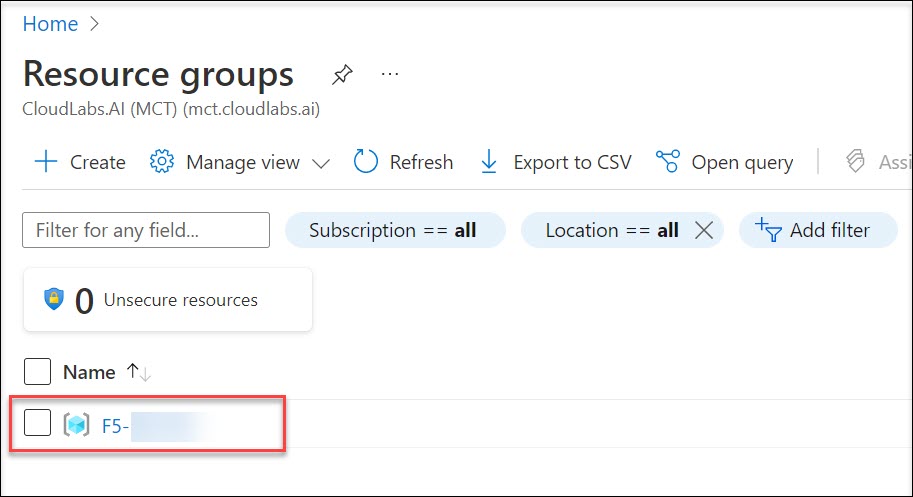 Home >
Resource groups ...
CloudLabs.AI (MCT) (mct.cloudlabs.ai)
+ Create Manage view Refresh Export to CSV Open query Assi
Filter for any field... Subscription == all Location == all × Add filter
0 Unsecure resources
Name ↑↓
F5-